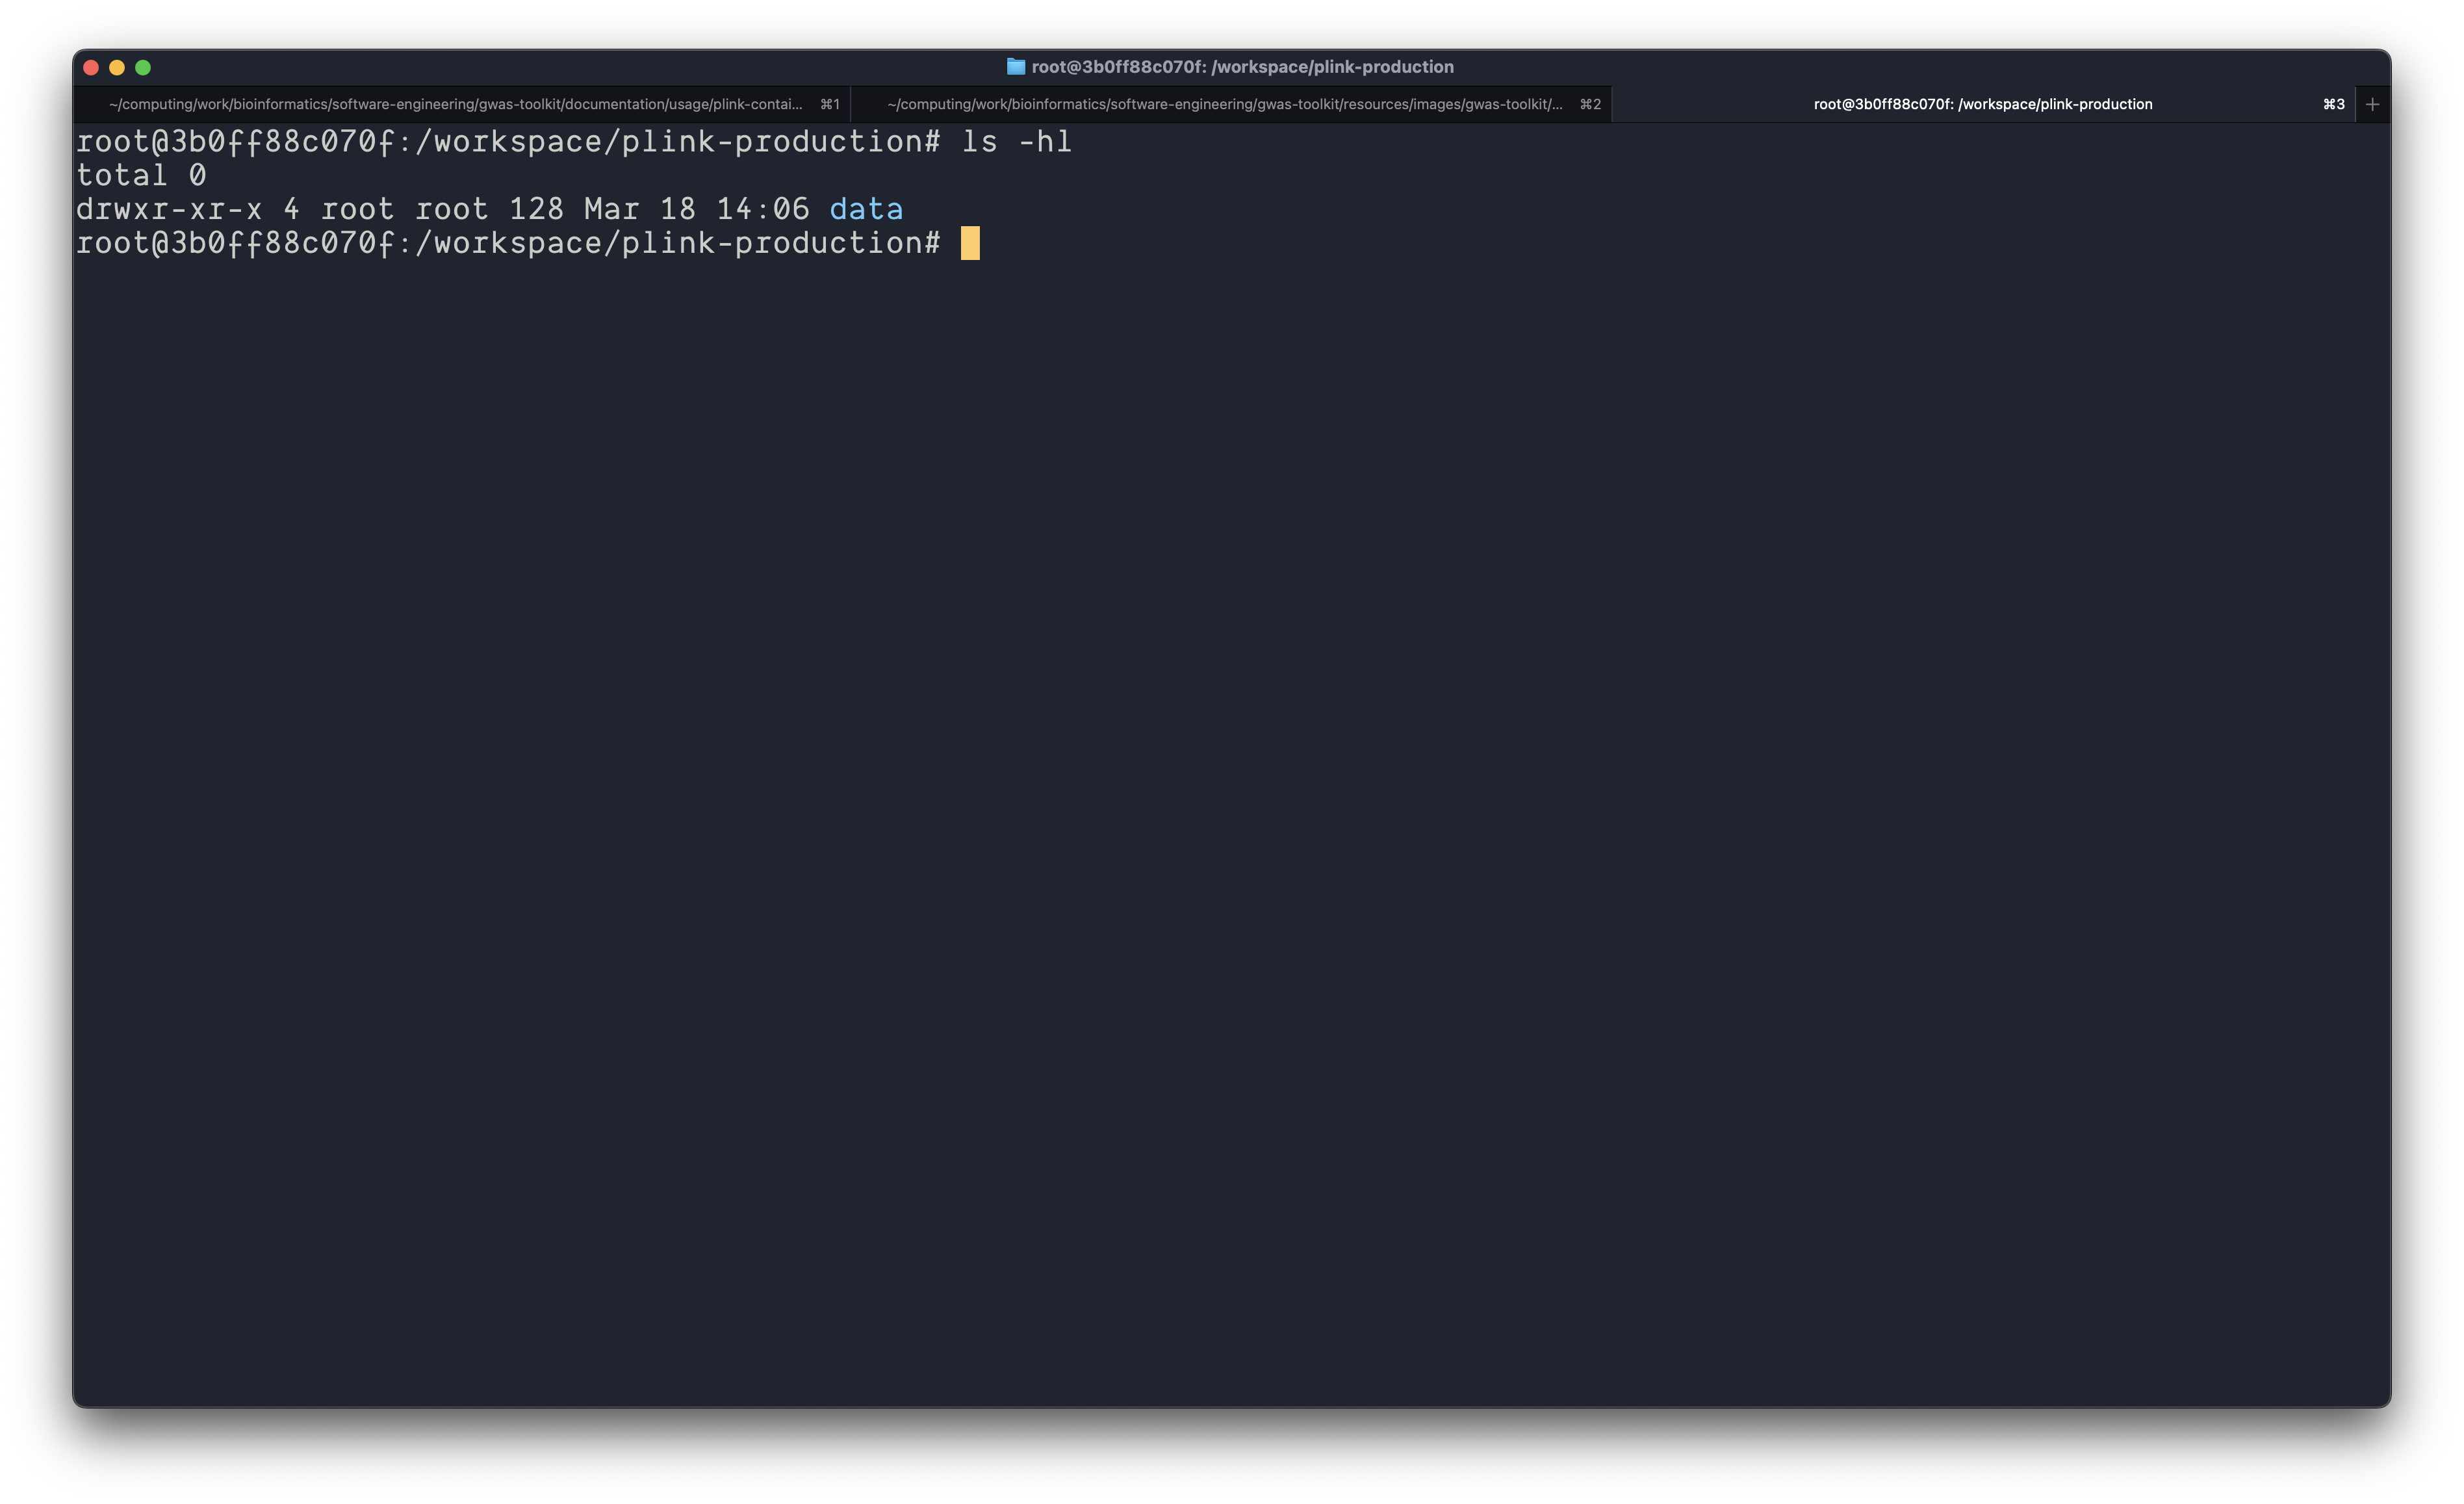 root@3b0ff88c070f: /workspace/plink-production
~/computing/work/bioinformatics/software-engineering/gwas-toolkit/documentation/usage/plink-contai... ⌘1
~/computing/work/bioinformatics/software-engineering/gwas-toolkit/resources/images/gwas-toolkit/... ⌘2
root@3b0ff88c070f: /workspace/plink-production ⌘3
root@3b0ff88c070f:/workspace/plink-production# ls -hl
total 0
drwxr-xr-x 4 root root 128 Mar 18 14:06 data
root@3b0ff88c070f:/workspace/plink-production#